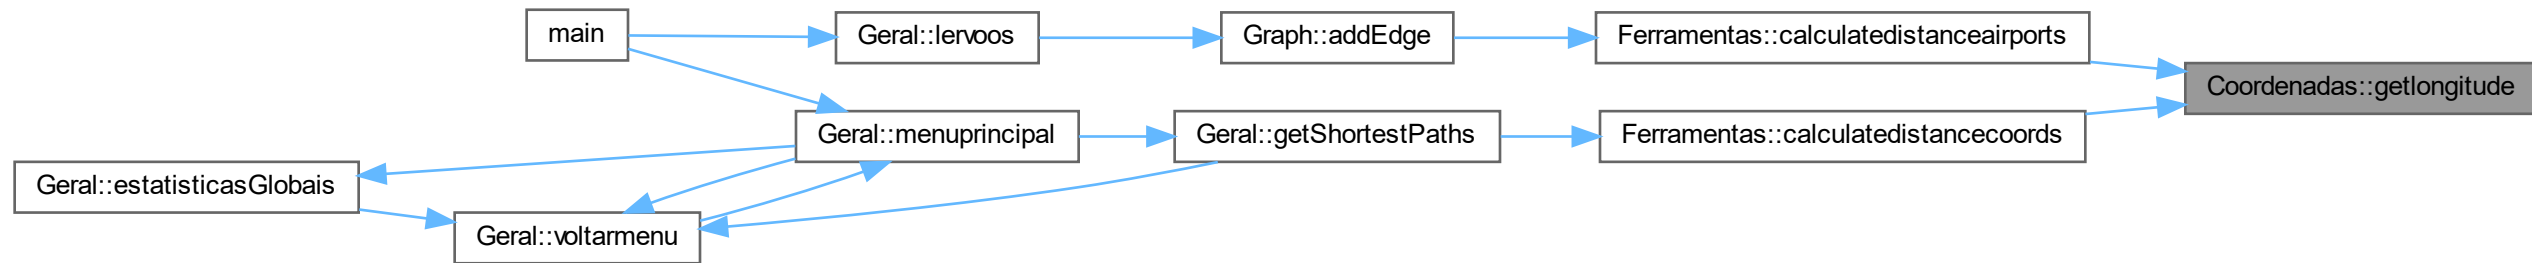 main
Geral::lervoos
Graph::addEdge
Ferramentas::calculatedistanceairports
Coordenadas::getlongitude
Geral::menuprincipal
Geral::getShortestPaths
Ferramentas::calculatedistancecoords
Geral::estatisticasGlobais
Geral::voltarmenu